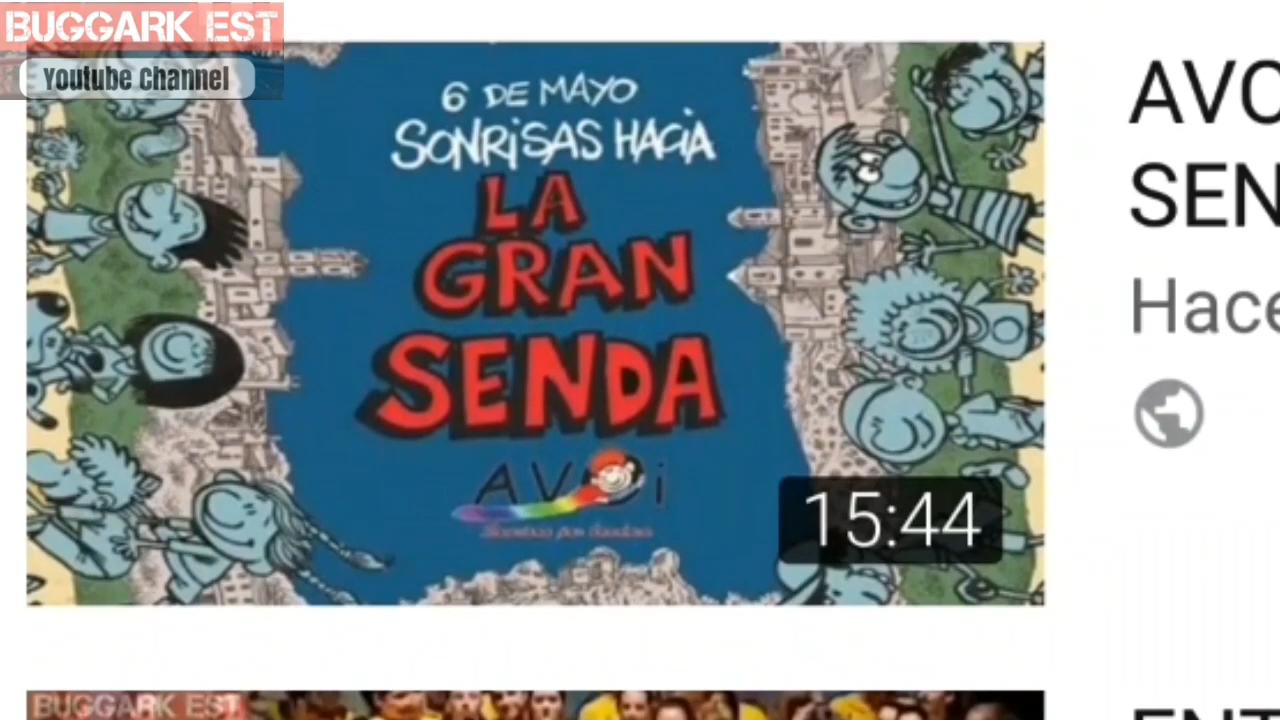 BUGGARK EST
Youtube Channel
6 DE MAYO
SONRiSAS HACiA
LA
GRAN
SENDA
AVOi
15:44
AVO
SEN
Hace
BUGGARK EST
ENT